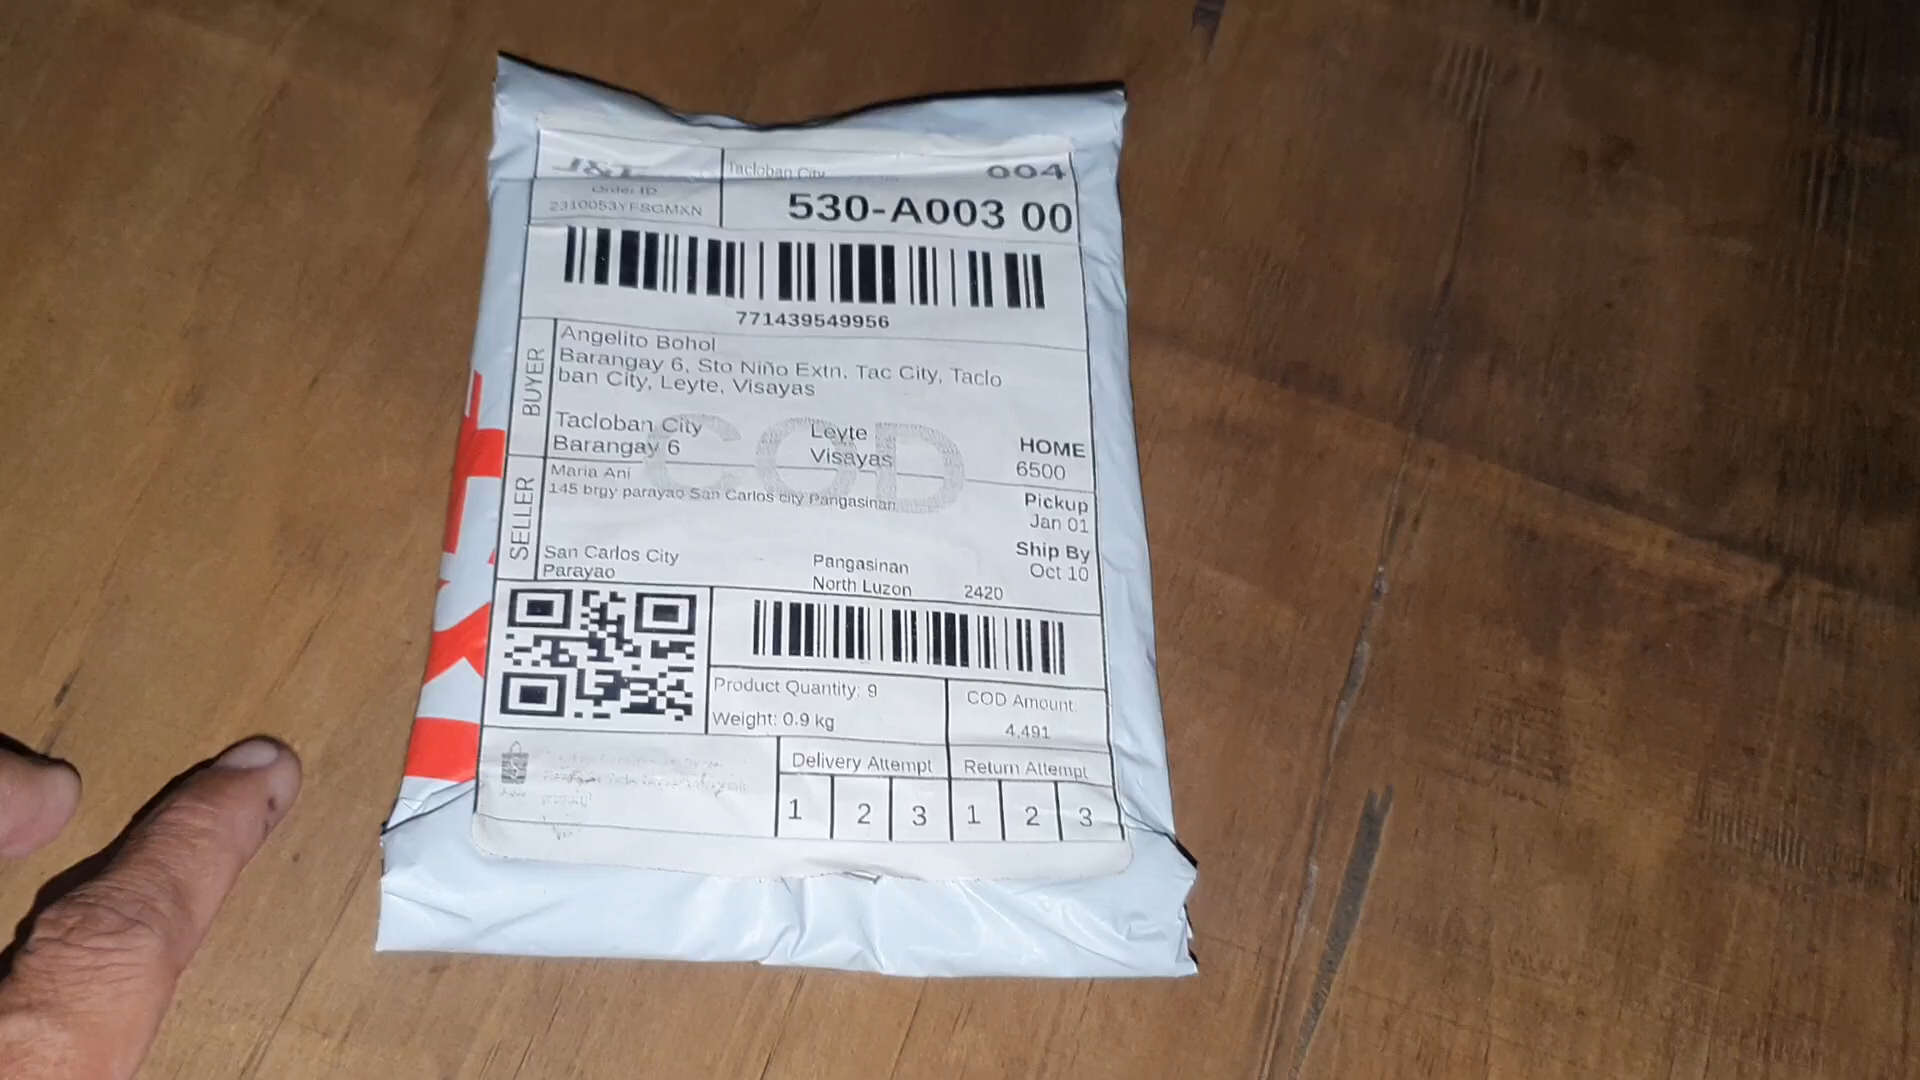 J&T
Tacloban City
004
Order ID
2310053YFSGMXN
530-A003 00
771439549956
BUYER
Angelito Bohol
Barangay 6, Sto Niño Extn. Tac City, Taclo
ban City, Leyte, Visayas
Tacloban City
Leyte
HOME
Barangay 6
Visayas
6500
COD
SELLER
Maria Ani
145 brgy parayao San Carlos city Pangasinan
Pickup
Jan 01
Ship By
Oct 10
San Carlos City
Pangasinan
Parayao
North Luzon
2420
Product Quantity: 9
Weight: 0.9 kg
COD Amount
4,491
Delivery Attempt
Return Attempt
1 2 3 1 2 3